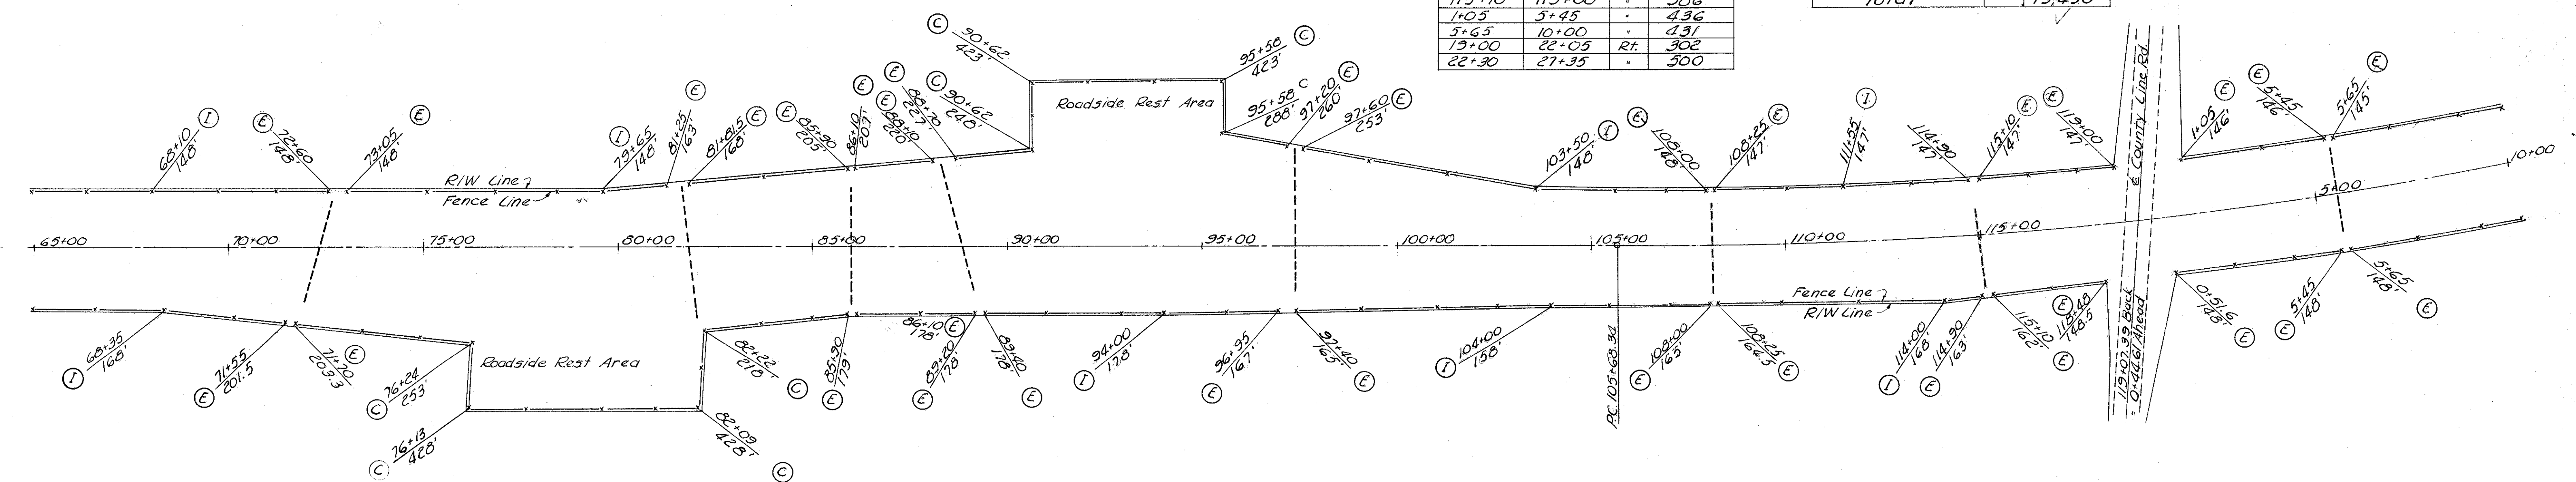 115+10 119+00 " 386
1+05 5+45 " 436
5+65 10+00 " 431
19+00 22+05 Rt. 302
22+30 27+35 " 500
Total 15,450
C 90+62 423'
95+58 423' C
Roadside Rest Area
68+10 148' I
E 72+60 148'
73+05 148' E
I 79+65 148'
81+25 163' E
81+81.5 168' E
E 85+90 205'
86+10 207' E
E 88+10 220'
E 88+70 227'
C 90+62 248'
95+58 288' C
97+20 260' E
97+60 253' E
103+50 148' I
E 108+00 148'
108+25 147' E
111+55 147' I
114+90 147'
115+10 147' E
E 119+00 147'
1+05 146' E
E 5+45 146'
5+65 145' E
R/W Line
Fence Line
℄ County Line Rd.
65+00 70+00 75+00 80+00 85+00 90+00 95+00 100+00 105+00 110+00 115+00 5+00 10+00
P.C. 105+68.34
119+07.39 Back
= 0+44.61 Ahead
Fence Line
R/W Line
I 68+35 168'
E 71+55 201.5
71+70 203.3 E
C 76+24 253'
C 76+13 428'
Roadside Rest Area
82+22 218' C
82+09 428' C
85+90 179' E
86+10 178' E
89+20 178' E
89+40 178' E
I 94+00 178'
E 96+95 167'
97+40 165' E
I 104+00 158'
E 108+00 165'
108+25 164.5 E
I 114+00 168'
E 114+90 163'
115+10 162' E
E 118+48 148.5
0+51.6 148' E
E 5+45 148'
5+65 148' E